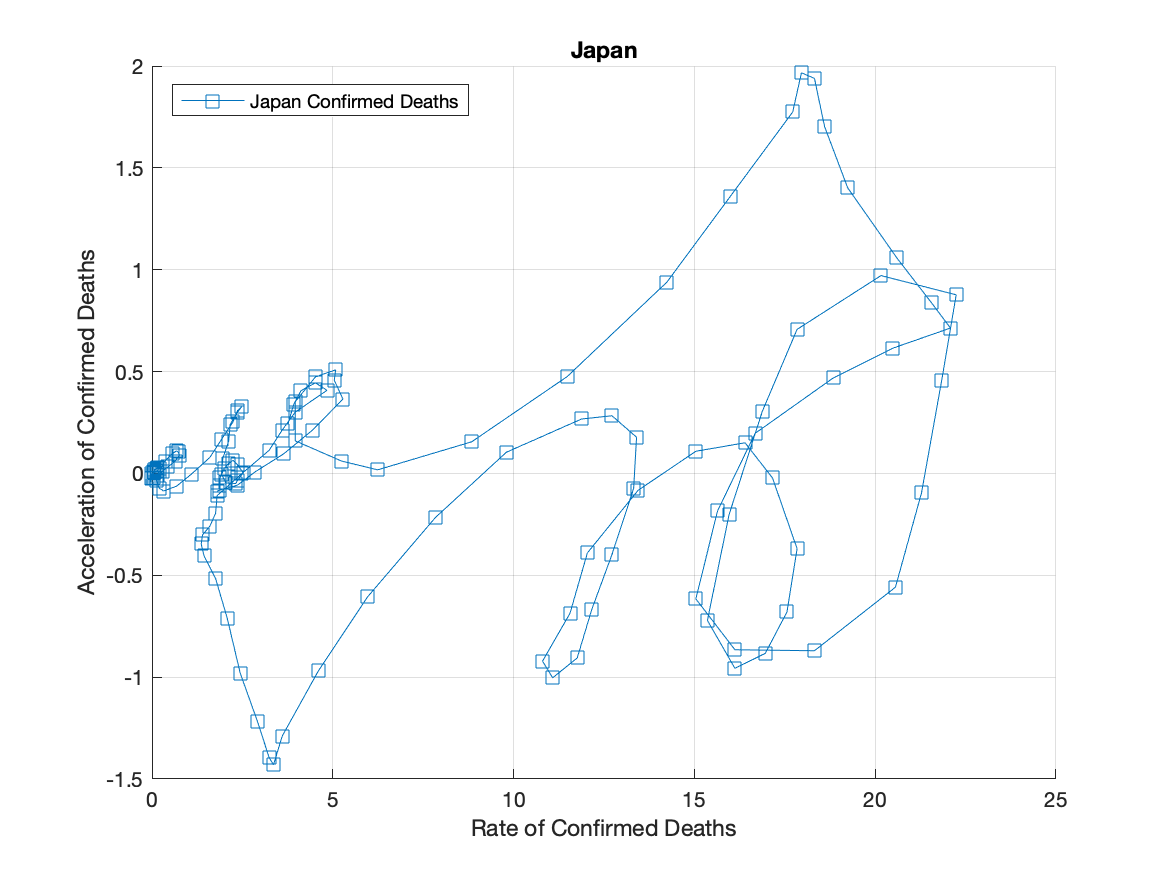 Japan
Japan Confirmed Deaths
2
1.5
1
0.5
0
-0.5
-1
-1.5
Acceleration of Confirmed Deaths
0 5 10 15 20 25
Rate of Confirmed Deaths